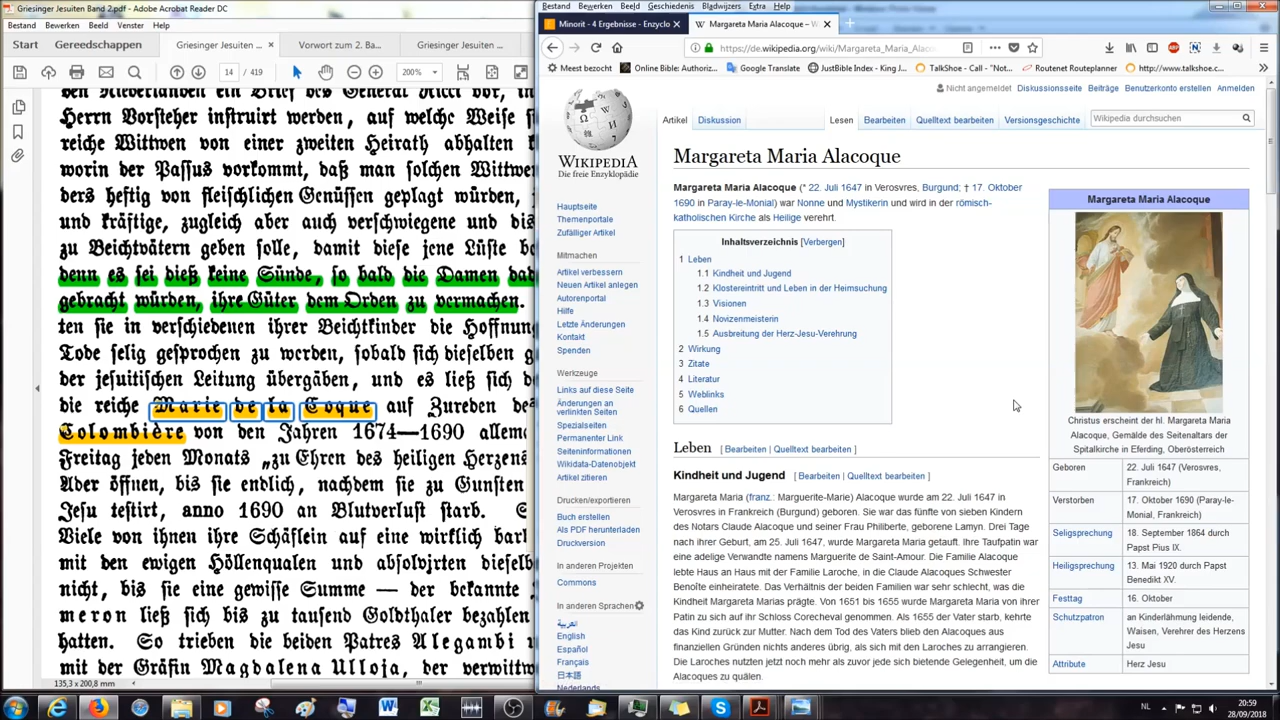 Griesinger Jesuiten Band 2.pdf - Adobe Acrobat Reader DC
Bestand Bewerken Beeld Venster Help
Start Gereedschappen Griesinger Jesuiten ... × Vorwort zum 2. Ba... Griesinger Jesuiten ...
14 / 419 200%
den Niederlanden ein Brief des General Ricci vor, in
Herrn Vorsteher instruirt werden, auf welche Weise s
reiche Wittwen von einer zweiten Heirath abhalten k
worin der Passus vorkommt, daß man solchen Wittwen
ders heftig von fleischlichen Genüssen geplagt würden,
und kräftige, zugleich aber auch verschwiegene und dis
zu Beichtvätern geben solle, damit diese jene Lüste b
denn es sei dieß keine Sünde, so bald die Damen dad
gebracht würden, ihre Güter dem Orden zu vermachen.
ten sie in verschiedenen ihrer Beichtkinder die Hoffnun
Tode selig gesprochen zu werden, sobald sich dieselben g
der jesuitischen Leitung übergäben, und es ließ sich d
die reiche Marie de la Coque auf Zureden de
Colombière von den Jahren 1674—1690 allem
Freitag jeden Monats „zu Ehren des heiligen Herzens
Ader öffnen, bis sie endlich, nachdem sie zu Gunsten
Jesu testirt, anno 1690 an Blutverlust starb.
Viele von ihnen ihre Schäflein auf eine wirklich barb
mit den ewigen Höllenqualen und absolvirten dieselb
nicht, bis sie eine gewisse Summe — der bekannte
meron ließ sich bis zu tausend Goldthaler bezahlen
hatten. So trieben die beiden Patres Alegambi u
mit der Gräfin Magdalena Ulloja, der verwittw
135,3 x 200,8 mm
Bestand Bewerken Beeld Geschiedenis Bladwijzers Extra Help
Minorit - 4 Ergebnisse - Enzyclo × Margareta Maria Alacoque – W × +
https://de.wikipedia.org/wiki/Margareta_Maria_Alaco
Meest bezocht Online Bible: Authoriz... Google Translate JustBible Index - King J... TalkShoe - Call - "Not... Routenet Routeplanner http://www.talkshoe.c... »
WIKIPEDIA
Die freie Enzyklopädie
Hauptseite
Themenportale
Zufälliger Artikel
Mitmachen
Artikel verbessern
Neuen Artikel anlegen
Autorenportal
Hilfe
Letzte Änderungen
Kontakt
Spenden
Werkzeuge
Links auf diese Seite
Änderungen an
verlinkten Seiten
Spezialseiten
Permanenter Link
Seiteninformationen
Wikidata-Datenobjekt
Artikel zitieren
Drucken/exportieren
Buch erstellen
Als PDF herunterladen
Druckversion
In anderen Projekten
Commons
In anderen Sprachen
العربية
English
Español
Français
日本語
Nederlands
Nicht angemeldet Diskussionsseite Beiträge Benutzerkonto erstellen Anmelden
Artikel Diskussion Lesen Bearbeiten Quelltext bearbeiten Versionsgeschichte Wikipedia durchsuchen
Margareta Maria Alacoque
Margareta Maria Alacoque (* 22. Juli 1647 in Verosvres, Burgund; † 17. Oktober
1690 in Paray-le-Monial) war Nonne und Mystikerin und wird in der römisch-
katholischen Kirche als Heilige verehrt.
Inhaltsverzeichnis [Verbergen]
1 Leben
1.1 Kindheit und Jugend
1.2 Klostereintritt und Leben in der Heimsuchung
1.3 Visionen
1.4 Novizenmeisterin
1.5 Ausbreitung der Herz-Jesu-Verehrung
2 Wirkung
3 Zitate
4 Literatur
5 Weblinks
6 Quellen
Leben [ Bearbeiten | Quelltext bearbeiten ]
Kindheit und Jugend [ Bearbeiten | Quelltext bearbeiten ]
Margareta Maria (franz.: Marguerite-Marie) Alacoque wurde am 22. Juli 1647 in
Verosvres in Frankreich (Burgund) geboren. Sie war das fünfte von sieben Kindern
des Notars Claude Alacoque und seiner Frau Philiberte, geborene Lamyn. Drei Tage
nach ihrer Geburt, am 25. Juli 1647, wurde Margareta Maria getauft. Ihre Taufpatin war
eine adelige Verwandte namens Marguerite de Saint-Amour. Die Familie Alacoque
lebte Haus an Haus mit der Familie Laroche, in die Claude Alacoques Schwester
Benoîte einheiratete. Das Verhältnis der beiden Familien war sehr schlecht, was die
Kindheit Margareta Marias prägte. Von 1651 bis 1655 wurde Margareta Maria von ihrer
Patin zu sich auf ihr Schloss Corecheval genommen. Als 1655 der Vater starb, kehrte
das Kind zurück zur Mutter. Nach dem Tod des Vaters blieb den Alacoques aus
finanziellen Gründen nichts anderes übrig, als sich mit den Laroches zu arrangieren.
Die Laroches nutzten jetzt noch mehr als zuvor jede sich bietende Gelegenheit, um die
Alacoques zu quälen.
Margareta Maria Alacoque
Christus erscheint der hl. Margareta Maria
Alacoque, Gemälde des Seitenaltars der
Spitalkirche in Eferding, Oberösterreich
Geboren 22. Juli 1647 (Verosvres,
Frankreich)
Verstorben 17. Oktober 1690 (Paray-le-
Monial, Frankreich)
Seligsprechung 18. September 1864 durch
Papst Pius IX.
Heiligsprechung 13. Mai 1920 durch Papst
Benedikt XV.
Festtag 16. Oktober
Schutzpatron an Kinderlähmung leidende,
Waisen, Verehrer des Herzens
Jesu
Attribute Herz Jesu
NL 20:59
28/09/2018